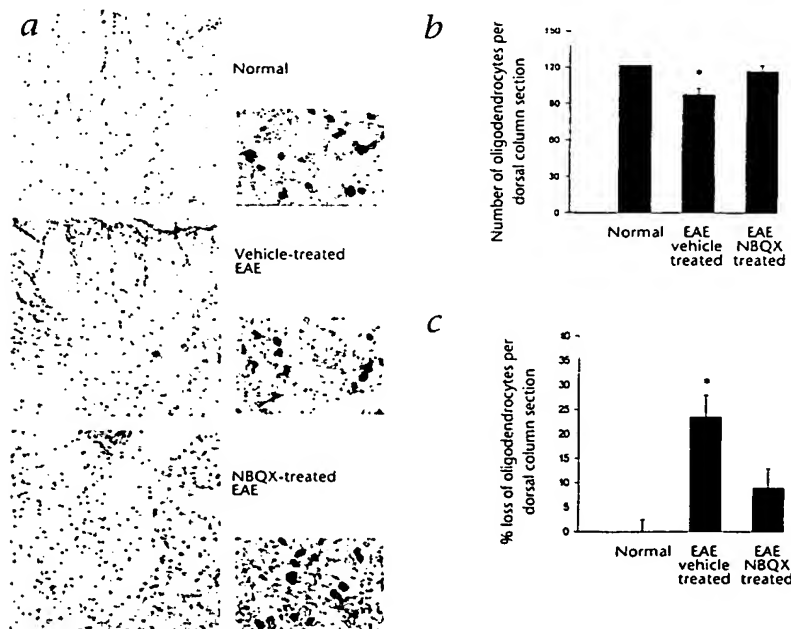 a
Normal
Vehicle-treated
EAE
NBQX-treated
EAE
b
Number of oligodendrocytes per
dorsal column section
150
120
90
60
30
0
Normal
EAE
vehicle
treated
EAE
NBQX
treated
c
% loss of oligodendrocytes per
dorsal column section
40
35
30
25
20
15
10
5
0
Normal
EAE
vehicle
treated
EAE
NBQX
treated